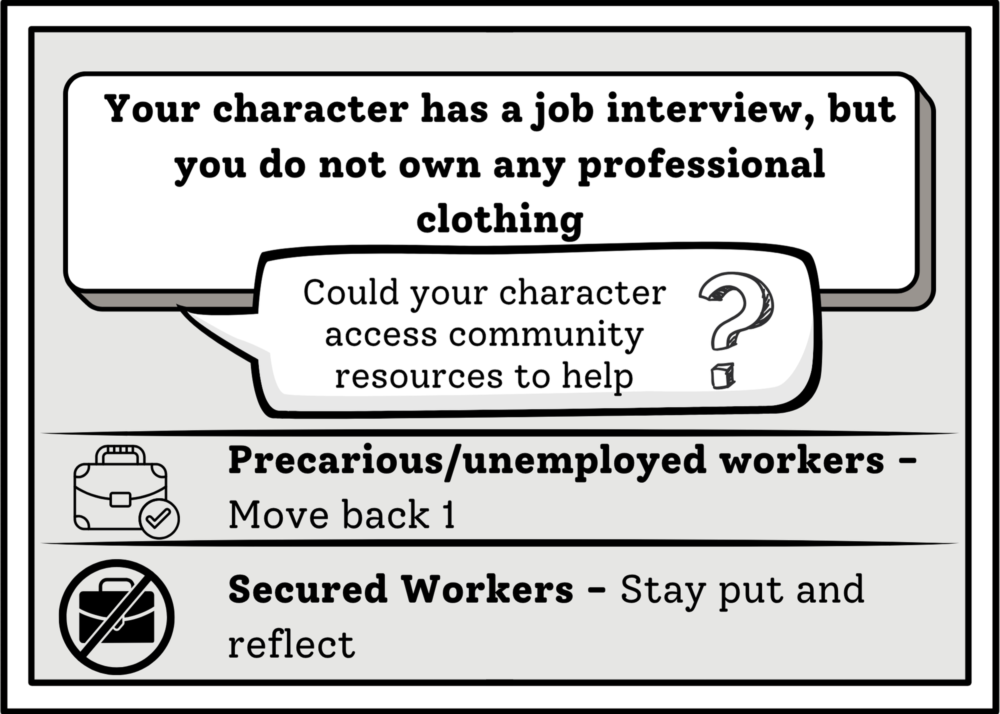 Your character has a job interview, but
you do not own any professional
clothing
Could your character
access community
resources to help
?
Precarious/unemployed workers –
Move back 1
Secured Workers – Stay put and
reflect